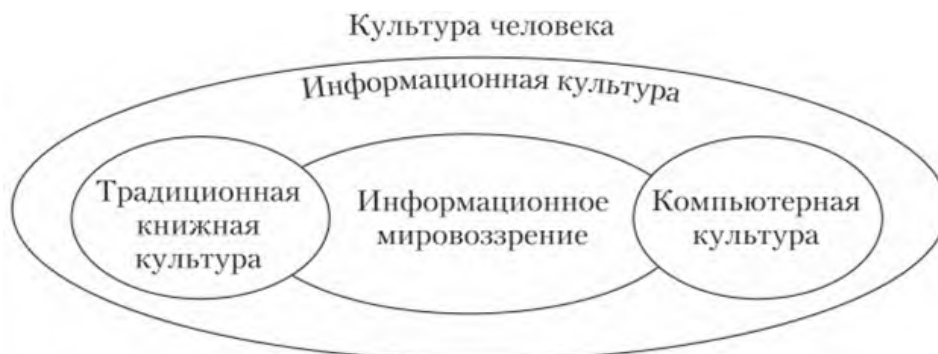 Культура человека
Информационная культура
Традиционная
книжная
культура
Информационное
мировоззрение
Компьютерная
культура